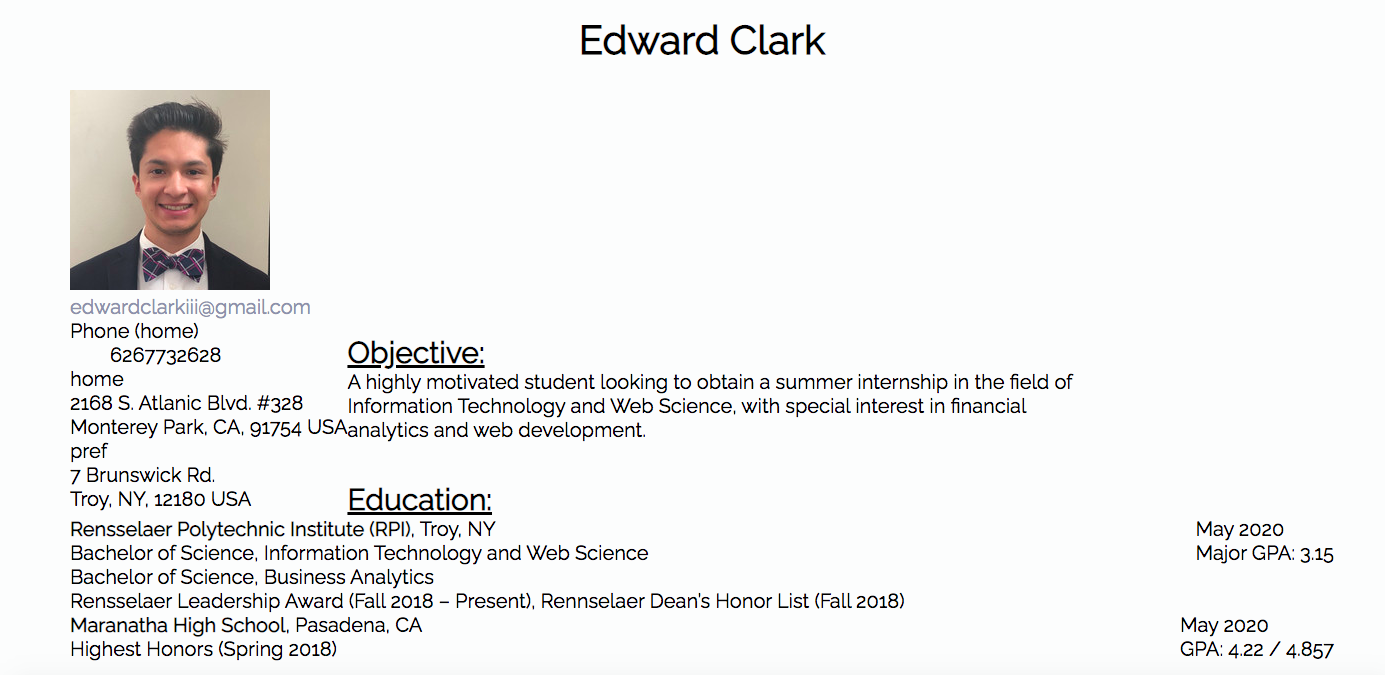 Edward Clark
edwardclarkiii@gmail.com
Phone (home)
6267732628
home
2168 S. Atlanic Blvd. #328
Monterey Park, CA, 91754 USA
pref
7 Brunswick Rd.
Troy, NY, 12180 USA
Objective:
A highly motivated student looking to obtain a summer internship in the field of
Information Technology and Web Science, with special interest in financial
analytics and web development.
Education:
Rensselaer Polytechnic Institute (RPI), Troy, NY May 2020
Bachelor of Science, Information Technology and Web Science Major GPA: 3.15
Bachelor of Science, Business Analytics
Rensselaer Leadership Award (Fall 2018 – Present), Rennselaer Dean’s Honor List (Fall 2018)
Maranatha High School, Pasadena, CA May 2020
Highest Honors (Spring 2018) GPA: 4.22 / 4.857